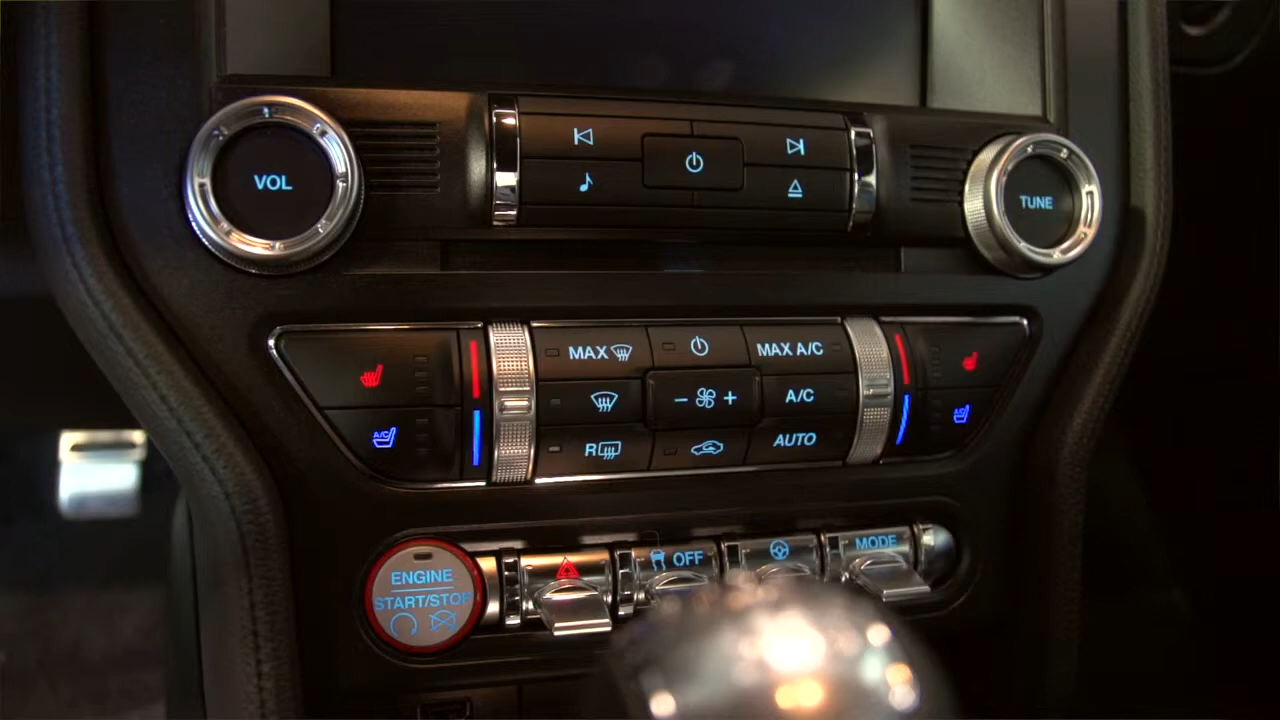 VOL
TUNE
MAX
MAX A/C
- +
A/C
A/C
A/C
R
AUTO
ENGINE
START/STOP
OFF
MODE